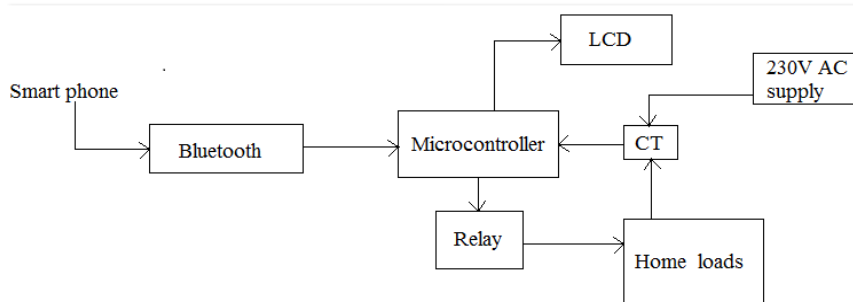 LCD
230V AC
supply
Smart phone
Bluetooth
Microcontroller
CT
Relay
Home loads